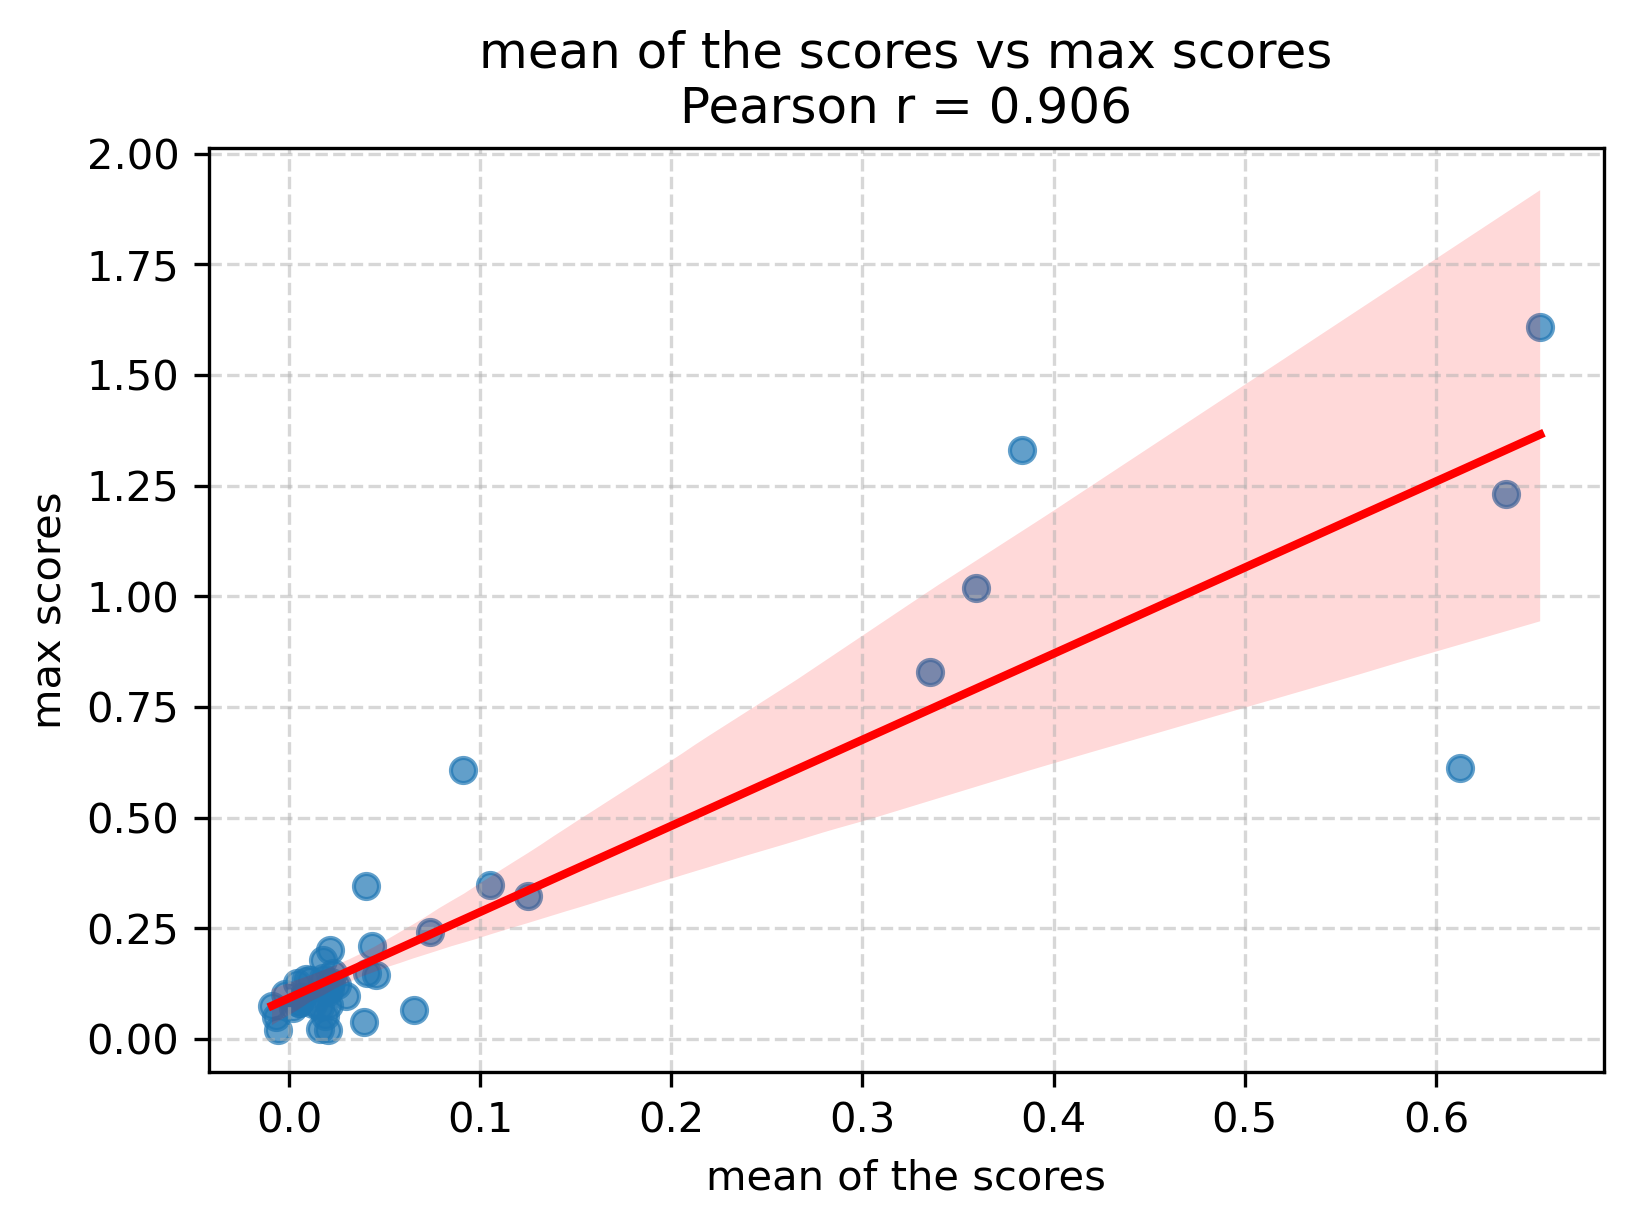 mean of the scores vs max scores
Pearson r = 0.906
2.00
1.75
1.50
1.25
1.00
0.75
0.50
0.25
0.00
max scores
0.0 0.1 0.2 0.3 0.4 0.5 0.6
mean of the scores